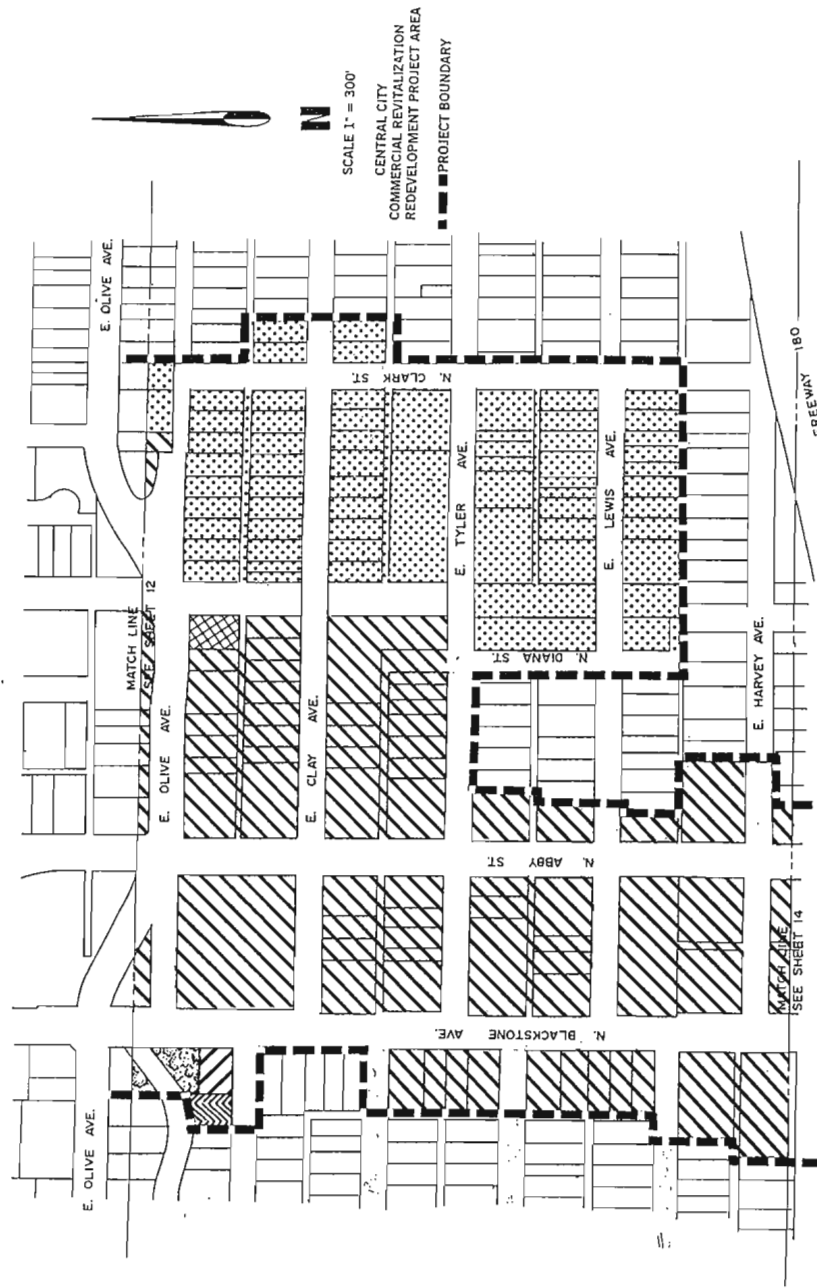 N
SCALE 1" = 300'
CENTRAL CITY
COMMERCIAL REVITALIZATION
REDEVELOPMENT PROJECT AREA
PROJECT BOUNDARY
E. OLIVE AVE.
E. OLIVE AVE.
MATCH LINE
SEE SHEET 12
E. OLIVE AVE.
E. CLAY AVE.
N. CLARK ST.
E. TYLER AVE.
E. LEWIS AVE.
N. DIANA ST.
N. ABBY ST.
N. BLACKSTONE AVE.
E. HARVEY AVE.
FREEWAY 180
MATCH LINE
SEE SHEET 14